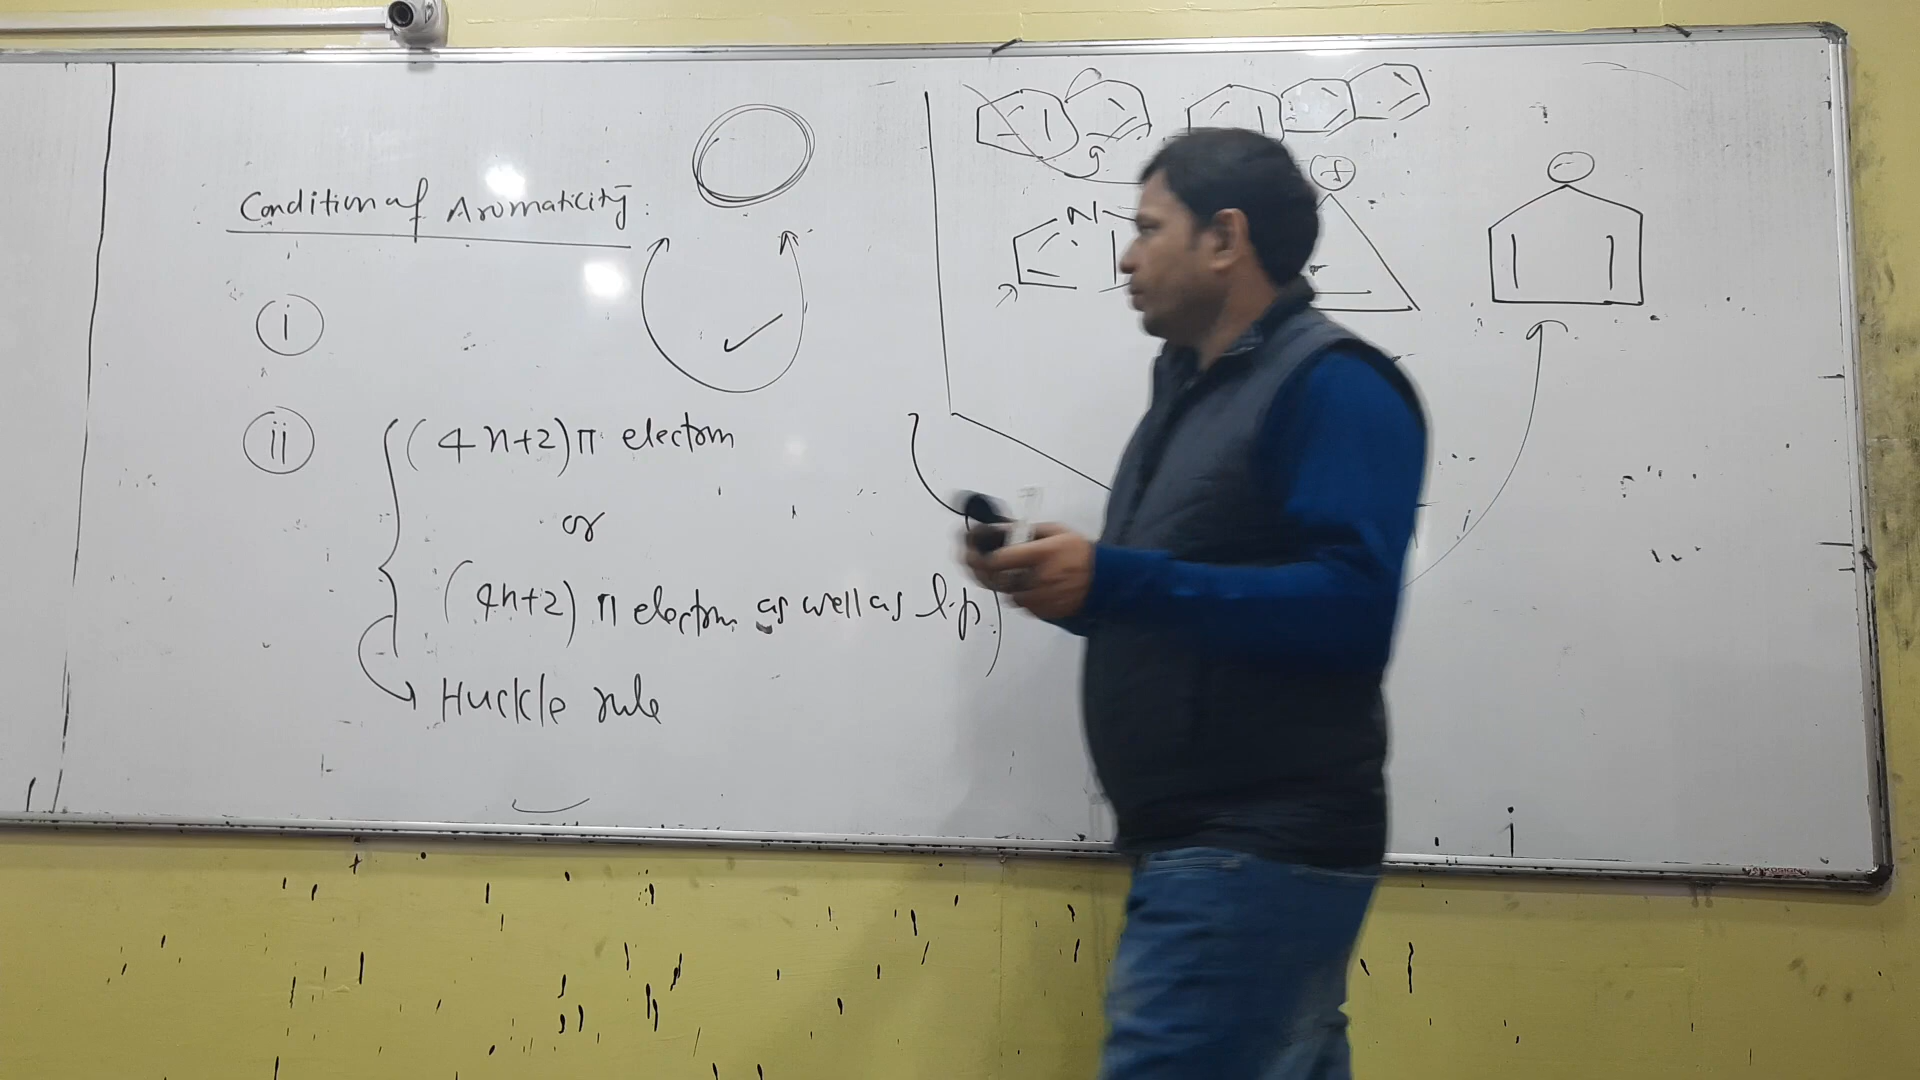 Condition of Aromaticity:
i
ii (4n+2)π electron
or
(4n+2) π electron as well as l.p)
Huckle rule
N
+
-